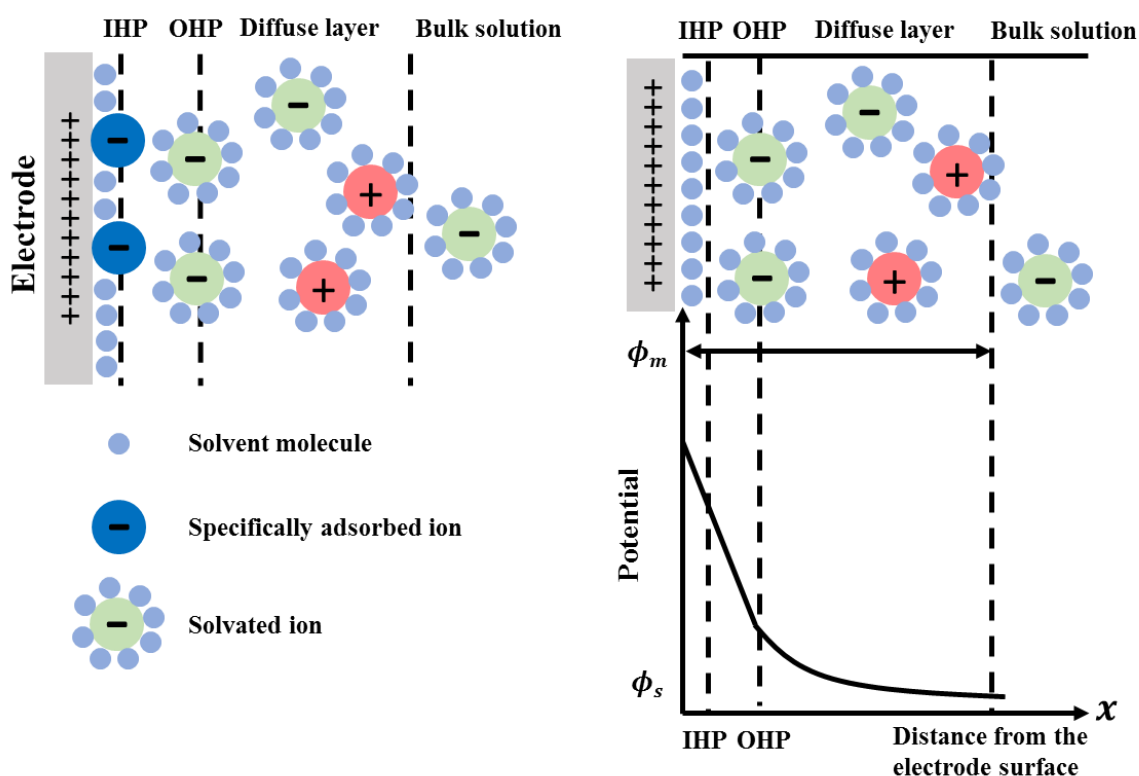 IHP OHP Diffuse layer Bulk solution
Electrode
+++++++++++++
-
-
-
-
-
+
+
-
Solvent molecule
-
Specifically adsorbed ion
-
Solvated ion
IHP OHP Diffuse layer Bulk solution
+++++++++++
-
-
-
+
+
-
ϕm
Potential
ϕs
x
IHP OHP
Distance from the
electrode surface